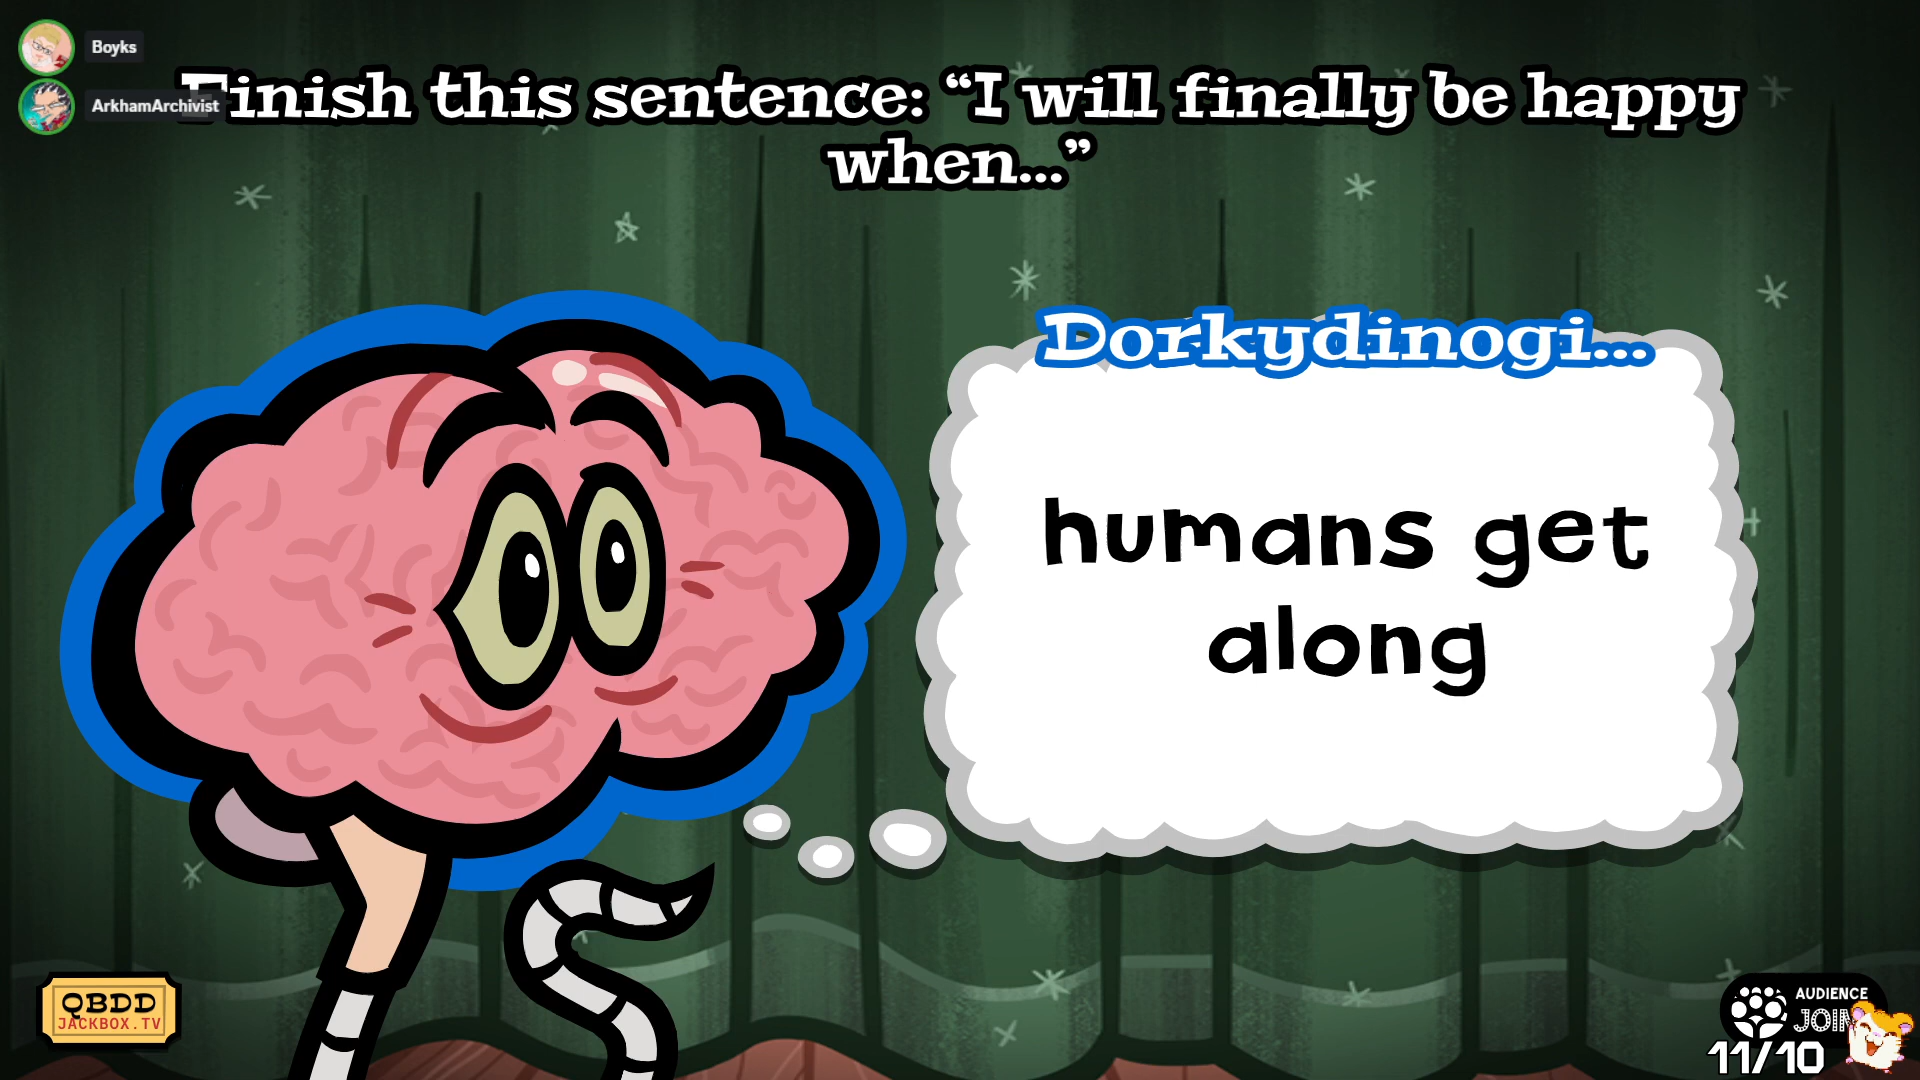 Boyks
ArkhamArchivist
Finish this sentence: “I will finally be happy
when...”
Dorkydinogi...
humans get
along
QBDD
JACKBOX.TV
AUDIENCE
JOIN
11/10